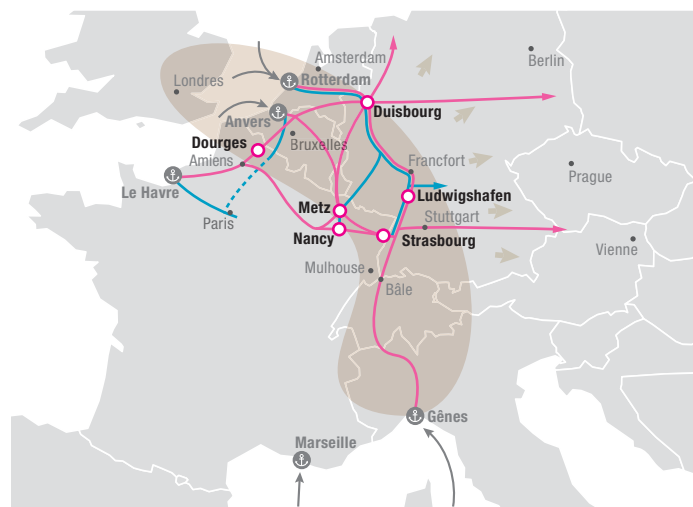 Amsterdam
Berlin
Londres
Rotterdam
Duisbourg
Anvers
Bruxelles
Dourges
Amiens
Francfort
Prague
Le Havre
Ludwigshafen
Metz
Paris
Stuttgart
Nancy
Strasbourg
Vienne
Mulhouse
Bâle
Gênes
Marseille